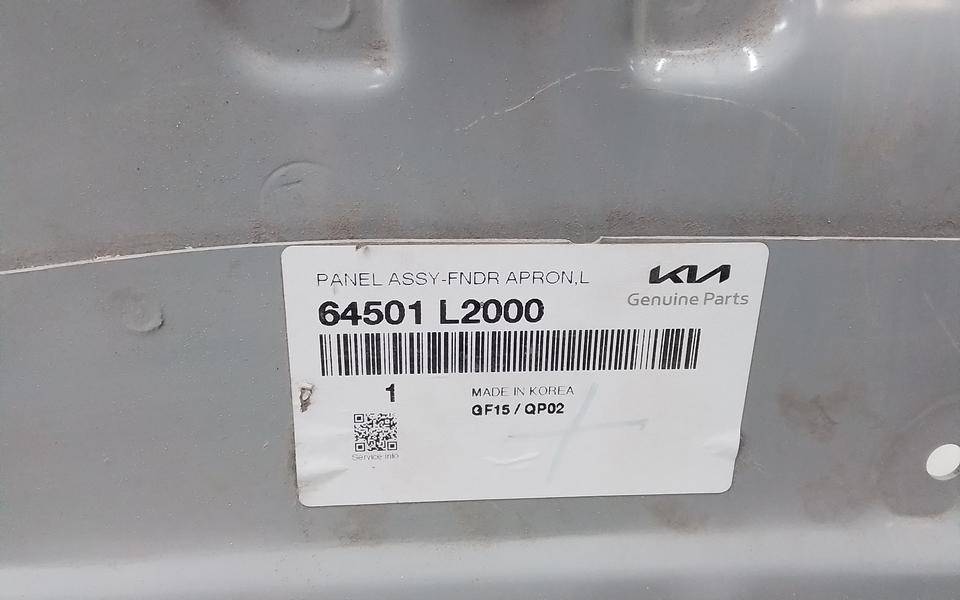 PANEL ASSY-FNDR APRON,L
KIA
64501 L2000
Genuine Parts
1
MADE IN KOREA
GF15 / QP02
Service info